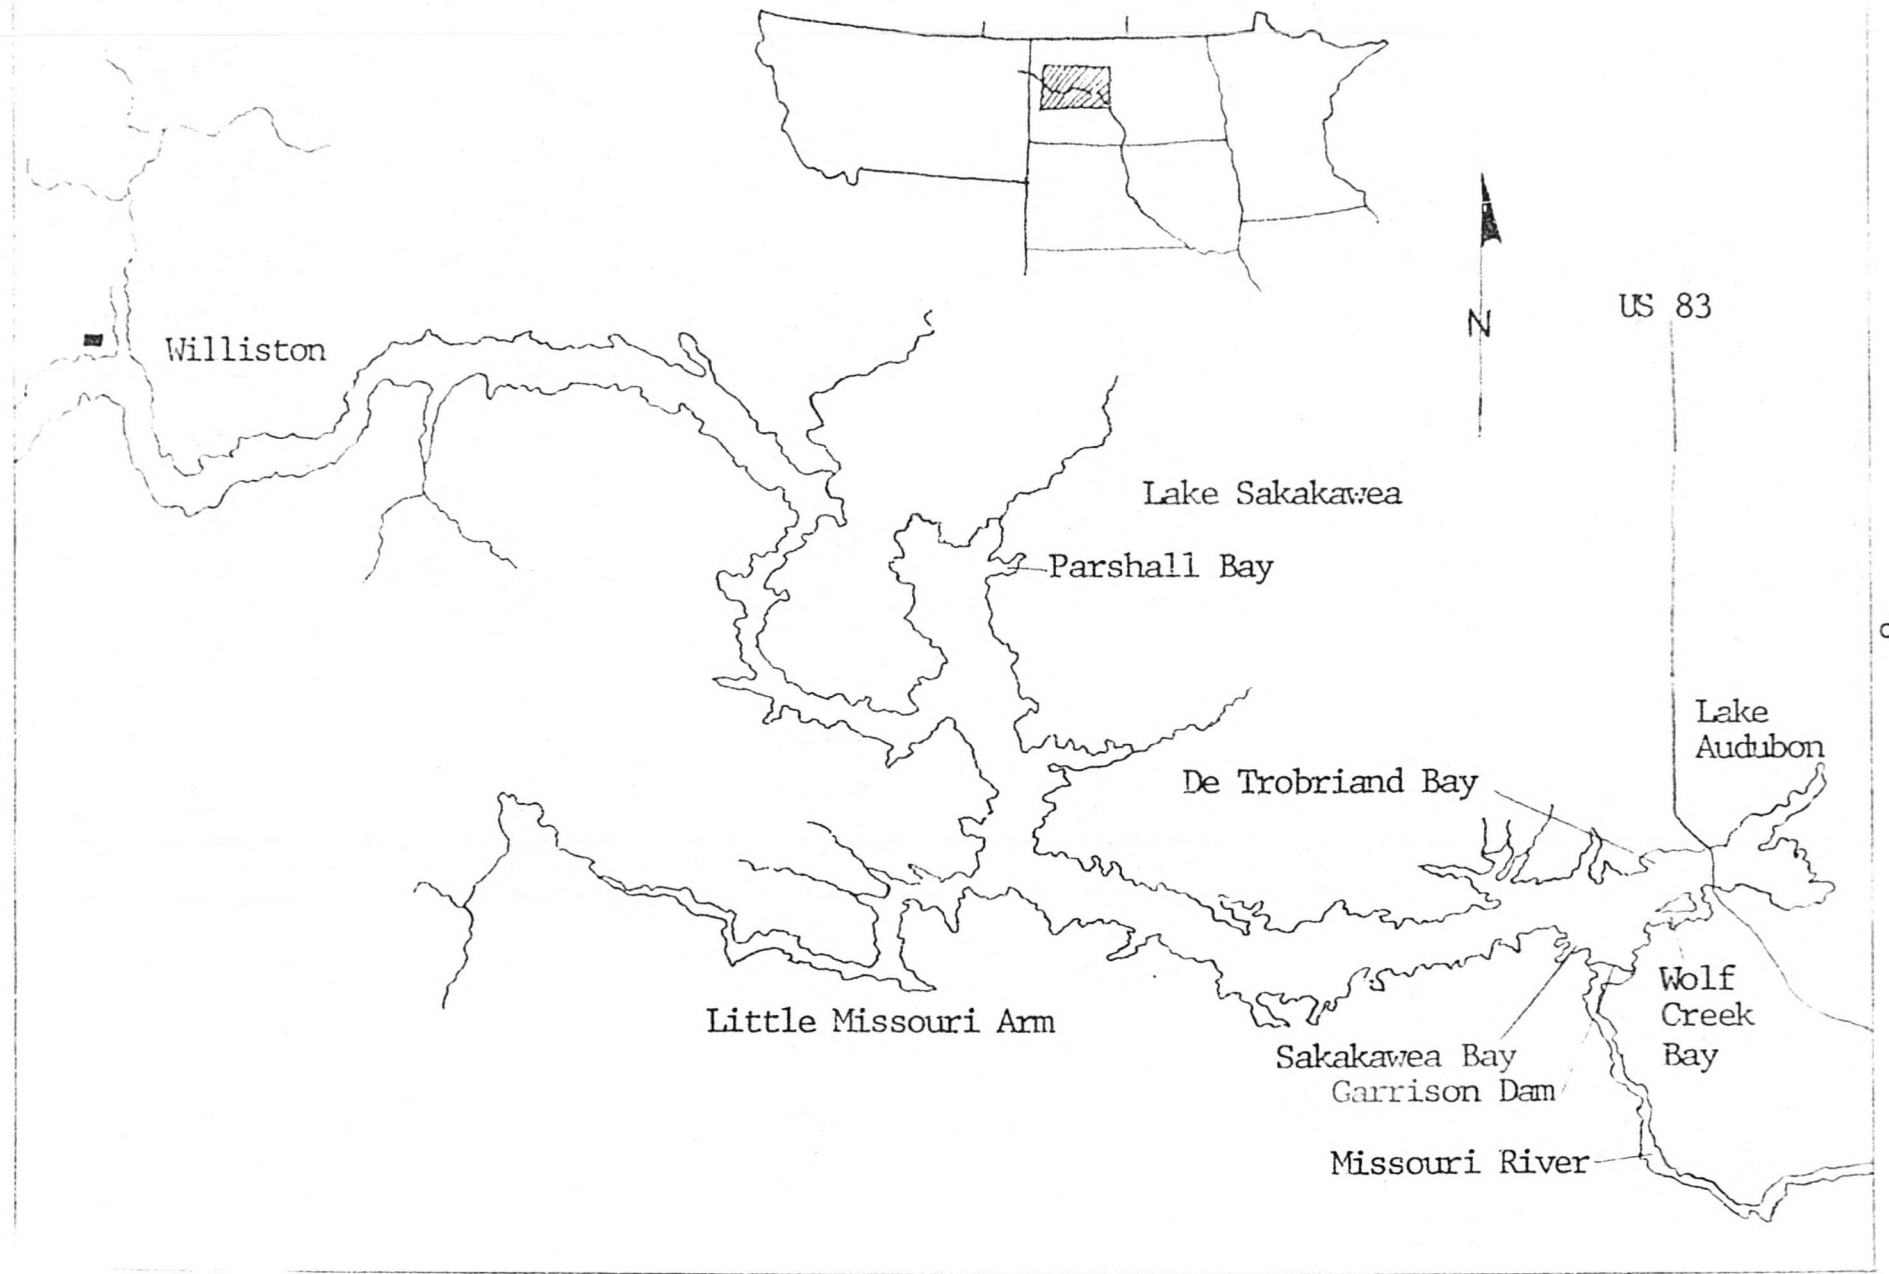 US 83
N
Williston
Lake Sakakawea
Parshall Bay
Lake
Audubon
De Trobriand Bay
Wolf
Creek
Bay
Little Missouri Arm
Sakakawea Bay
Garrison Dam
Missouri River